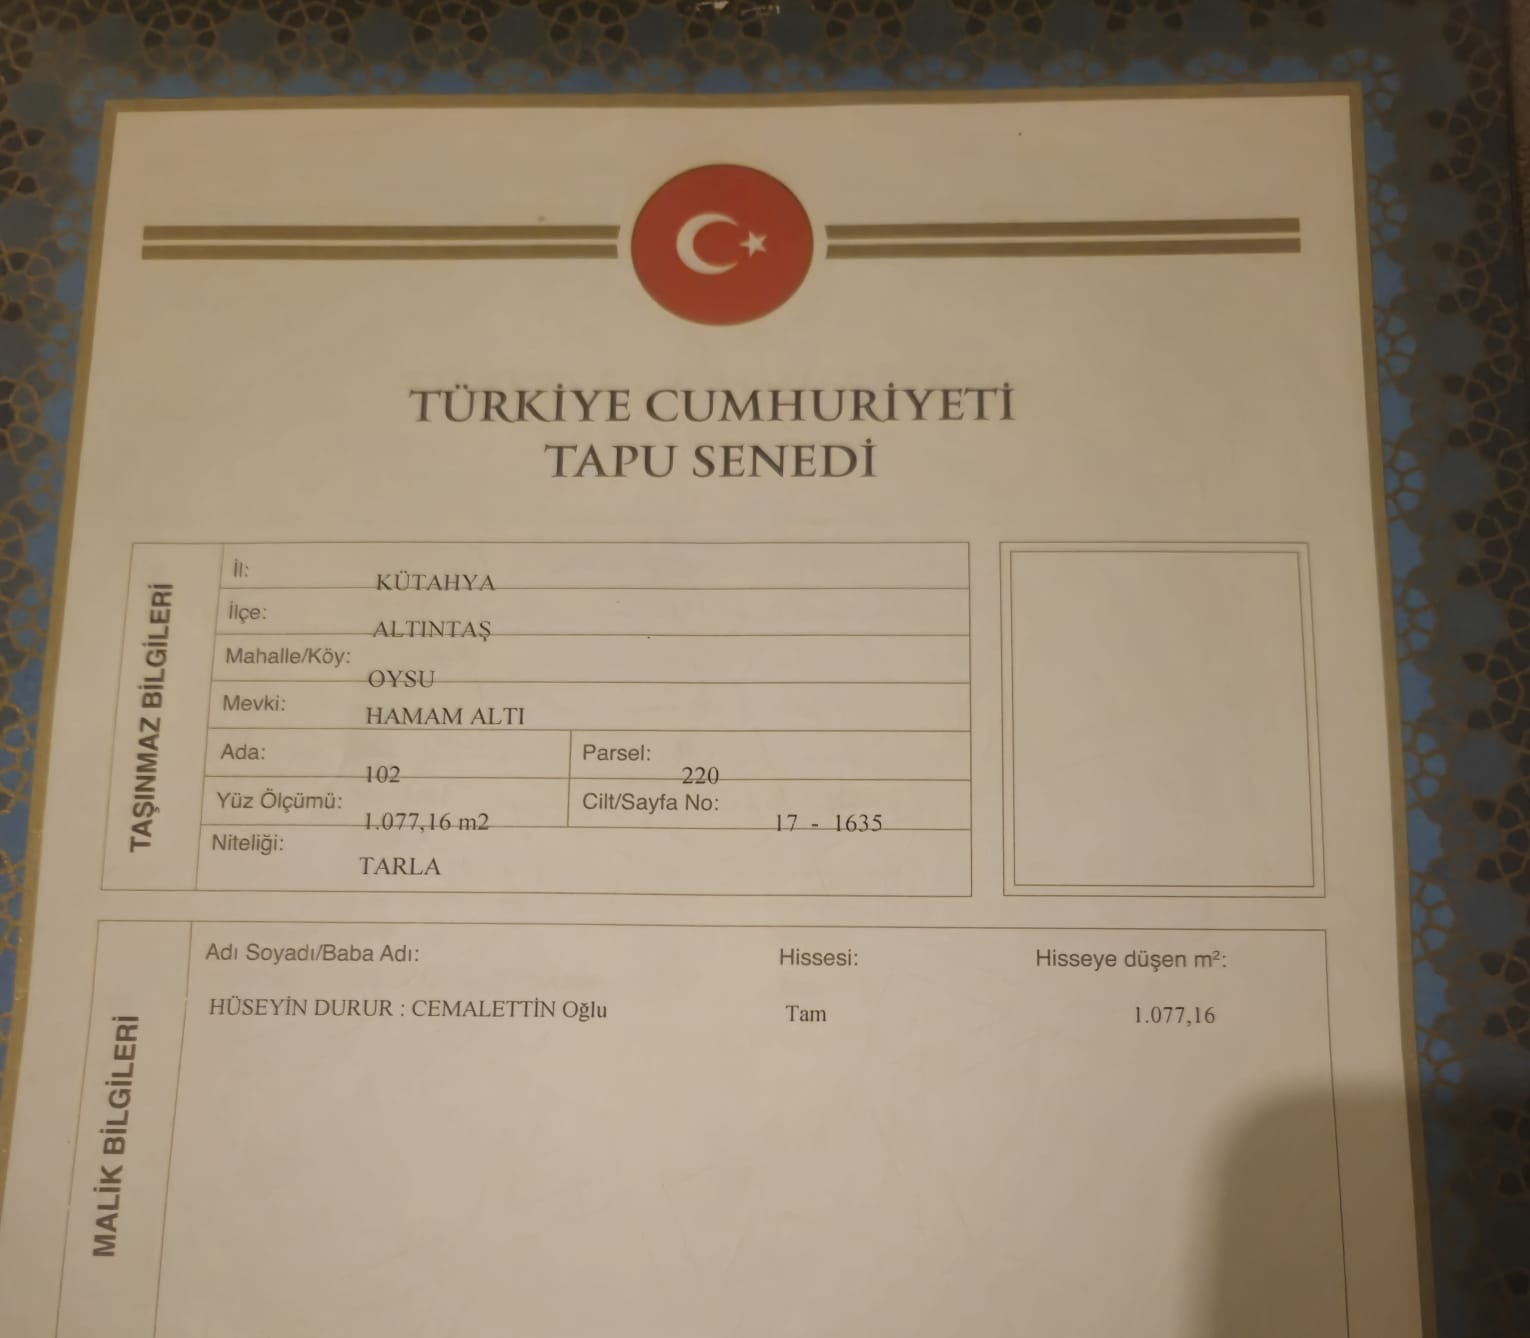 TÜRKİYE CUMHURİYETİ
TAPU SENEDİ
TAŞINMAZ BİLGİLERİ
İl: KÜTAHYA
İlçe: ALTINTAŞ
Mahalle/Köy: OYSU
Mevki: HAMAM ALTI
Ada: 102 Parsel: 220
Yüz Ölçümü: 1.077,16 m2 Cilt/Sayfa No: 17 - 1635
Niteliği: TARLA
MALİK BİLGİLERİ
Adı Soyadı/Baba Adı: Hissesi: Hisseye düşen m²:
HÜSEYİN DURUR : CEMALETTİN Oğlu Tam 1.077,16